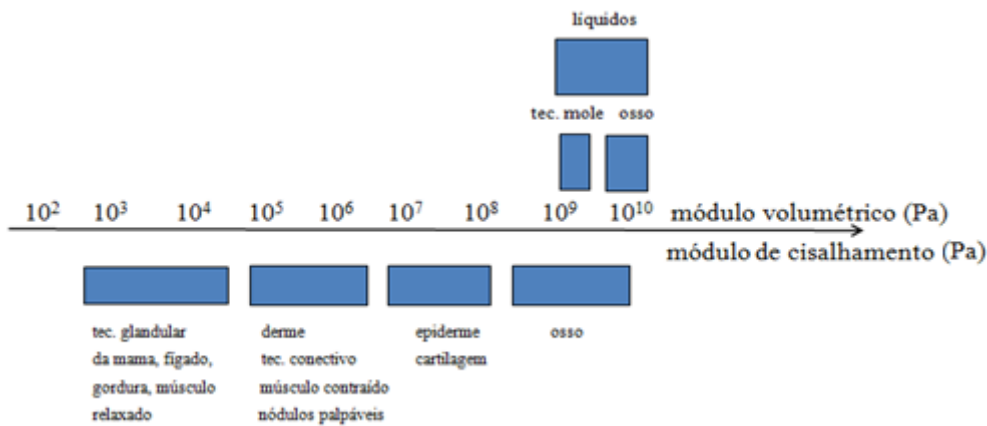 líquidos
tec. mole osso
10² 10³ 10⁴ 10⁵ 10⁶ 10⁷ 10⁸ 10⁹ 10¹⁰ módulo volumétrico (Pa)
módulo de cisalhamento (Pa)
tec. glandular
da mama, fígado,
gordura, músculo
relaxado
derme
tec. conectivo
músculo contraído
nódulos palpáveis
epiderme
cartilagem
osso